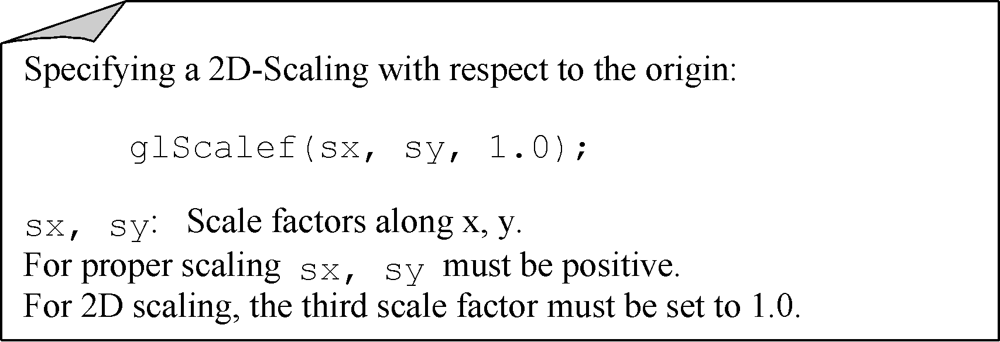 Specifying a 2D-Scaling with respect to the origin:
glScalef(sx, sy, 1.0);
sx, sy: Scale factors along x, y.
For proper scaling sx, sy must be positive.
For 2D scaling, the third scale factor must be set to 1.0.